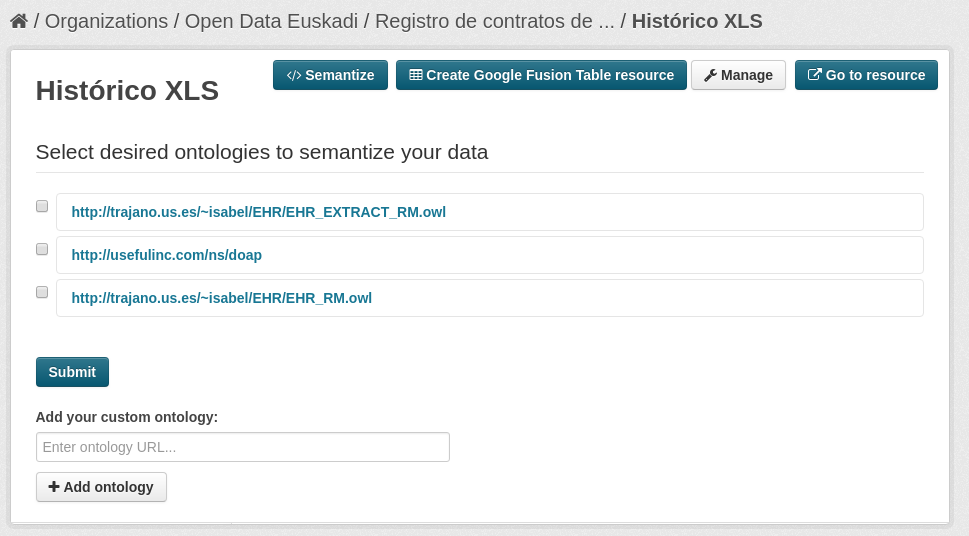 / Organizations / Open Data Euskadi / Registro de contratos de ... / Histórico XLS
Histórico XLS
</> Semantize
Create Google Fusion Table resource
Manage
Go to resource
Select desired ontologies to semantize your data
http://trajano.us.es/~isabel/EHR/EHR_EXTRACT_RM.owl
http://usefulinc.com/ns/doap
http://trajano.us.es/~isabel/EHR/EHR_RM.owl
Submit
Add your custom ontology:
Enter ontology URL...
+ Add ontology